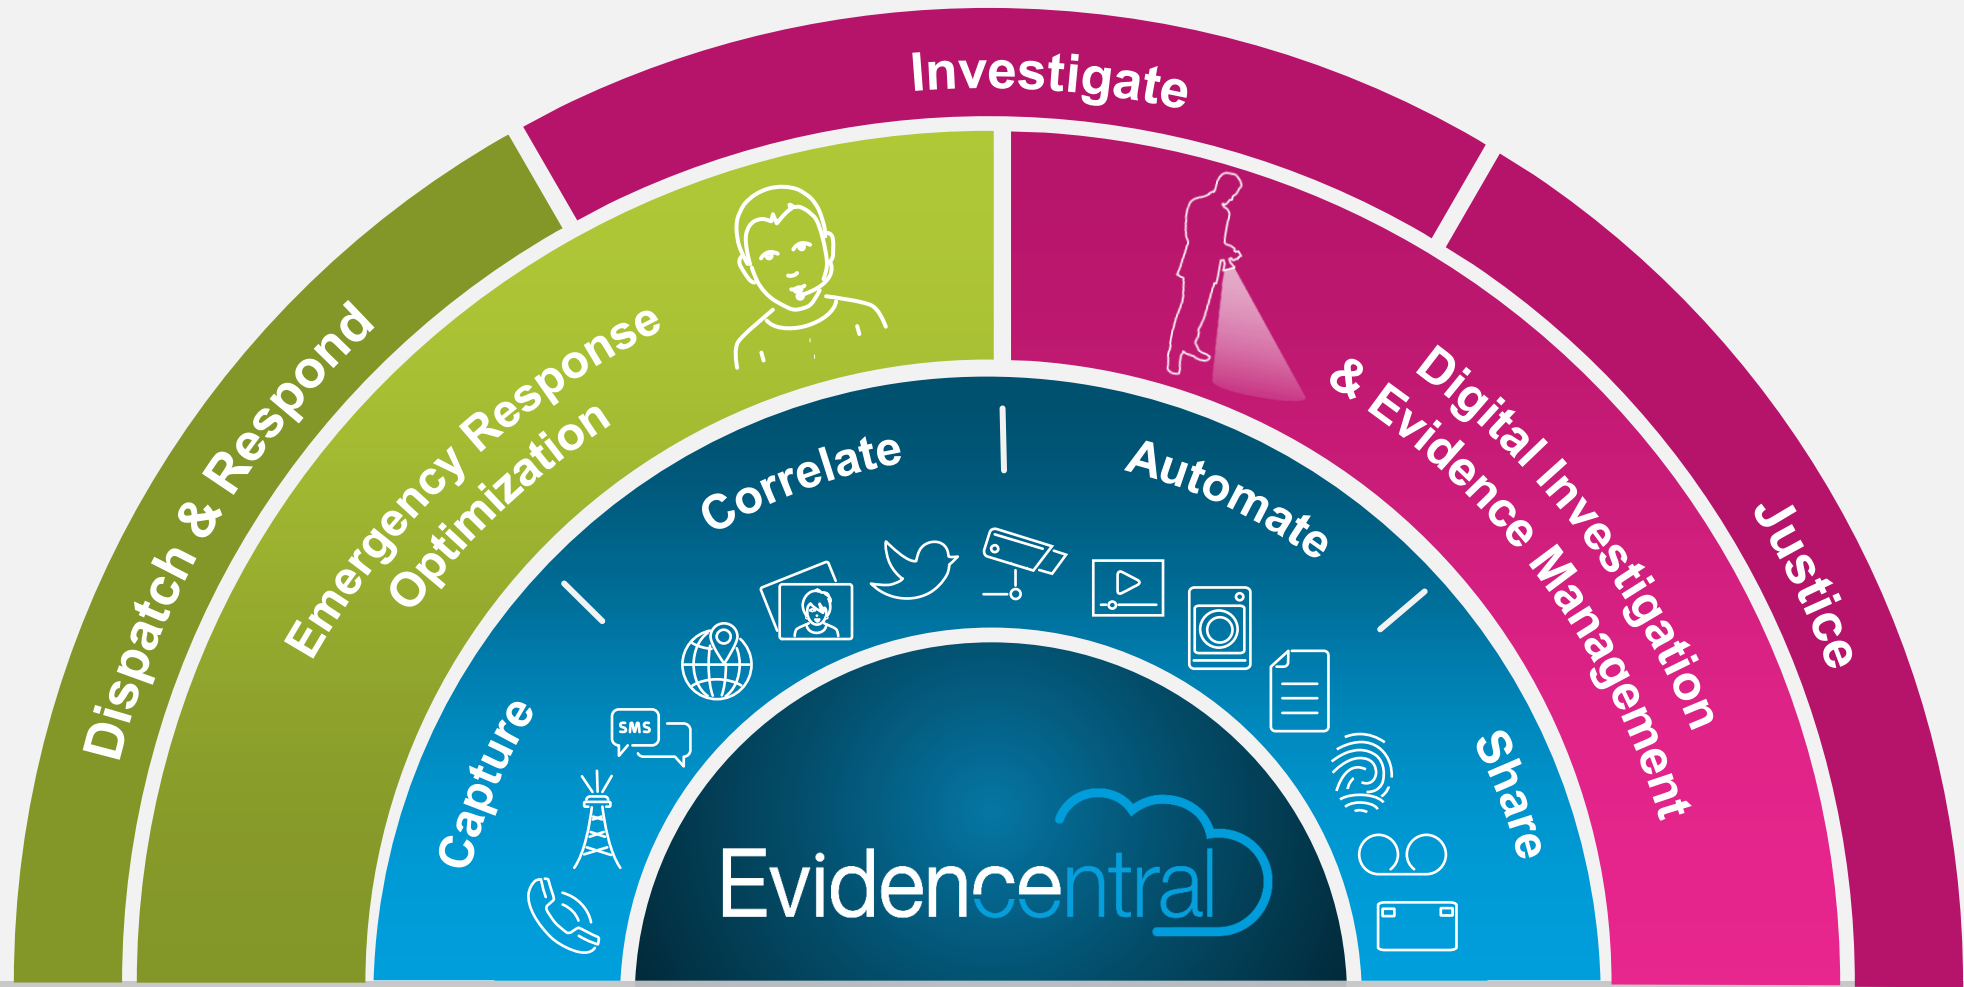 Investigate
Dispatch & Respond
Justice
Emergency Response
Optimization
Digital Investigation
& Evidence Management
Capture
Correlate
Automate
Share
SMS
Evidencentral